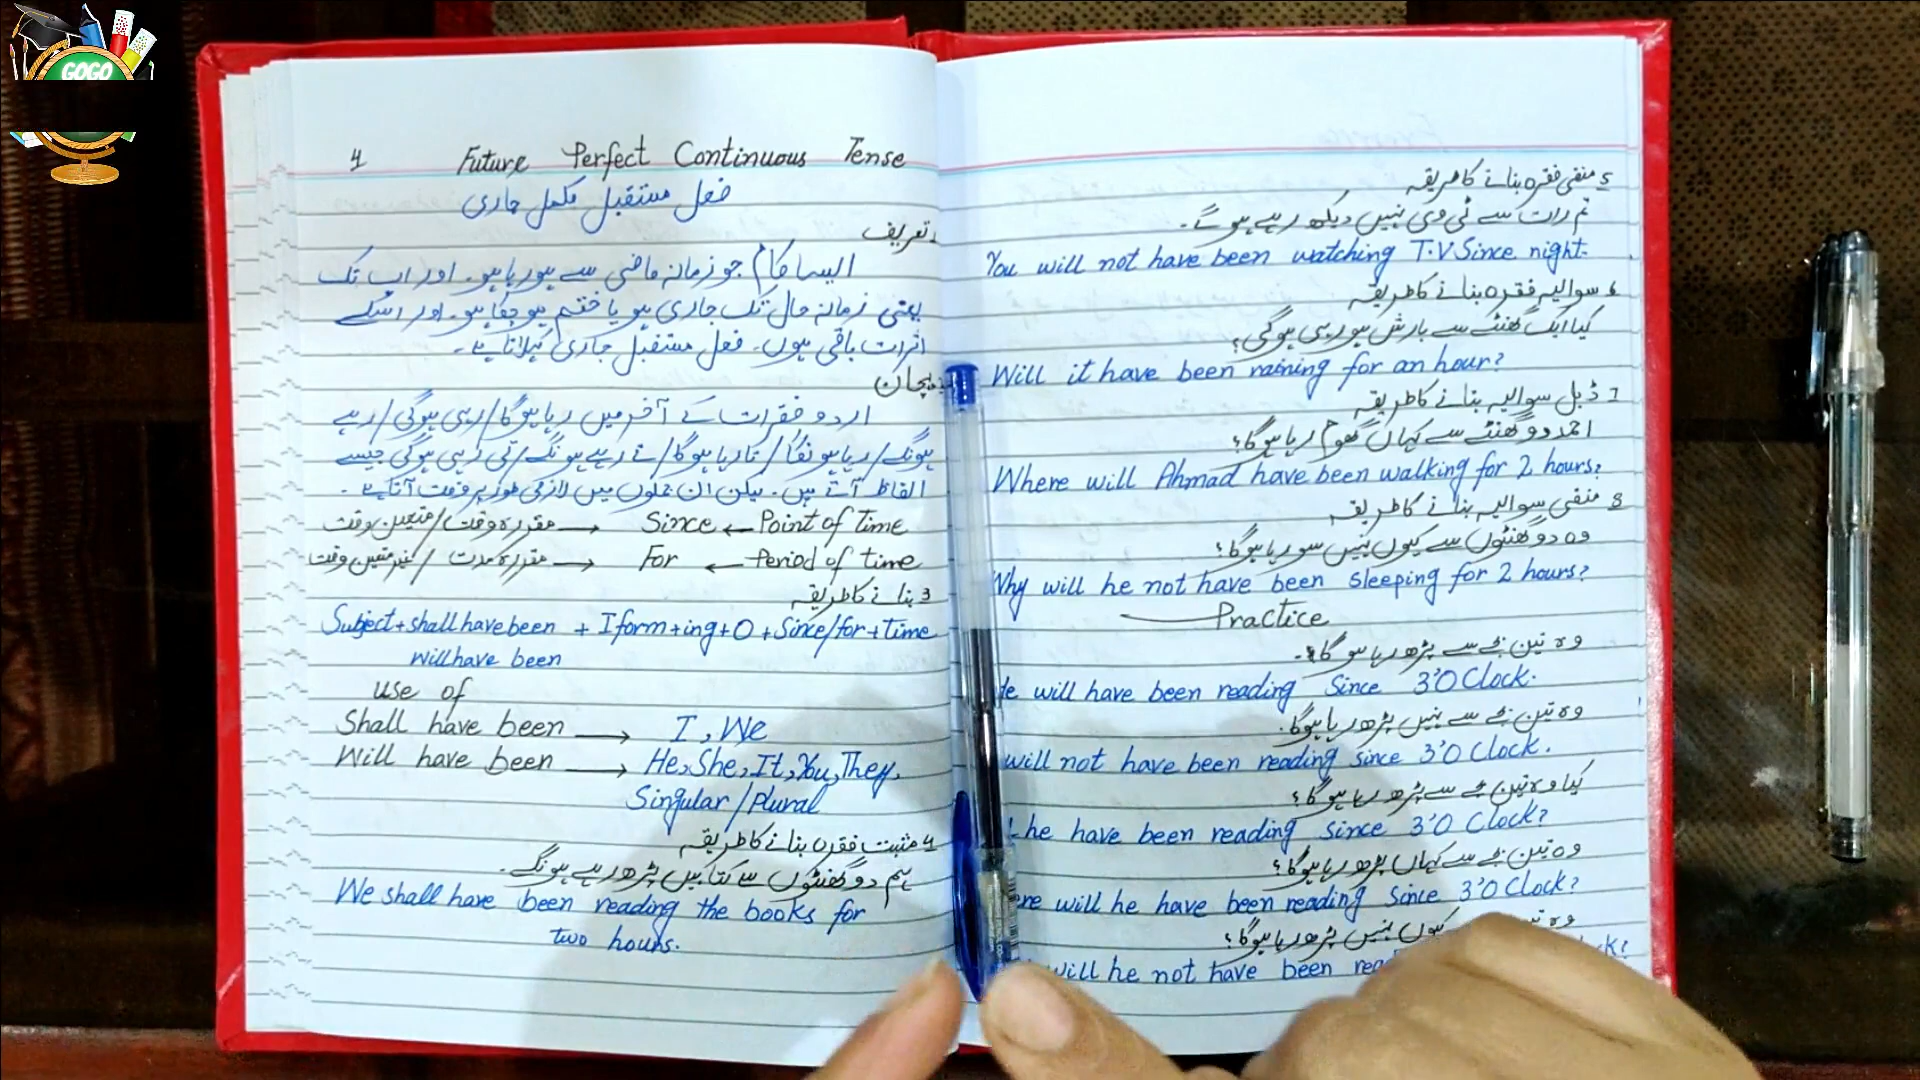 GOGO
4 Future Perfect Continuous Tense
فعل مستقبل مکمل جاری
1 تعریف
ایسا کام جو زمانہ ماضی سے ہو رہا ہو۔ اور اب تک
یعنی زمانہ حال تک جاری ہو یا ختم ہو چکا ہو۔ اور اسکے
اثرات باقی ہوں۔ فعل مستقبل جاری کہلاتا ہے۔
پہچان
اردو فقرات کے آخر میں رہا ہوگا/رہی ہوگی/رہے
ہونگے/رہا ہونگا/تا رہا ہوگا/تے رہے ہونگے/تی رہی ہوگی جیسے
الفاظ آتے ہیں۔ لیکن ان جملوں میں لازمی طور پر وقت آتا ہے۔
مقررہ وقت/متعین وقت → Since ← Point of time
مقررہ مدت/غیر متعین وقت → For ← Period of time
3 بنانے کا طریقہ
Subject + shall have been + I form + ing + O + Since/for + time
will have been
use of
Shall have been → I, We
Will have been → He, She, It, You, They,
Singular/Plural
4 مثبت فقرہ بنانے کا طریقہ
ہم دو گھنٹوں سے کتابیں پڑھ رہے ہونگے۔
We shall have been reading the books for
two hours.
5 منفی فقرہ بنانے کا طریقہ
تم رات سے ٹی وی نہیں دیکھ رہے ہو گے۔
You will not have been watching T.V Since night.
6 سوالیہ فقرہ بنانے کا طریقہ
کیا ایک گھنٹے سے بارش ہو رہی ہوگی؟
Will it have been raining for an hour?
7 ڈبل سوالیہ بنانے کا طریقہ
احمد دو گھنٹے سے کہاں گھوم رہا ہوگا؟
Where will Ahmad have been walking for 2 hours?
8 منفی سوالیہ بنانے کا طریقہ
وہ دو گھنٹوں سے کیوں نہیں سو رہا ہوگا؟
Why will he not have been sleeping for 2 hours?
Practice
وہ تین بجے سے پڑھ رہا ہوگا۔
He will have been reading Since 3'O Clock.
وہ تین بجے سے نہیں پڑھ رہا ہوگا۔
will not have been reading since 3'O Clock.
کیا وہ تین بجے سے پڑھ رہا ہوگا؟
he have been reading since 3'O Clock?
وہ تین بجے سے کہاں پڑھ رہا ہوگا؟
will he have been reading since 3'O Clock?
وہ کیوں نہیں پڑھ رہا ہوگا؟
will he not have been